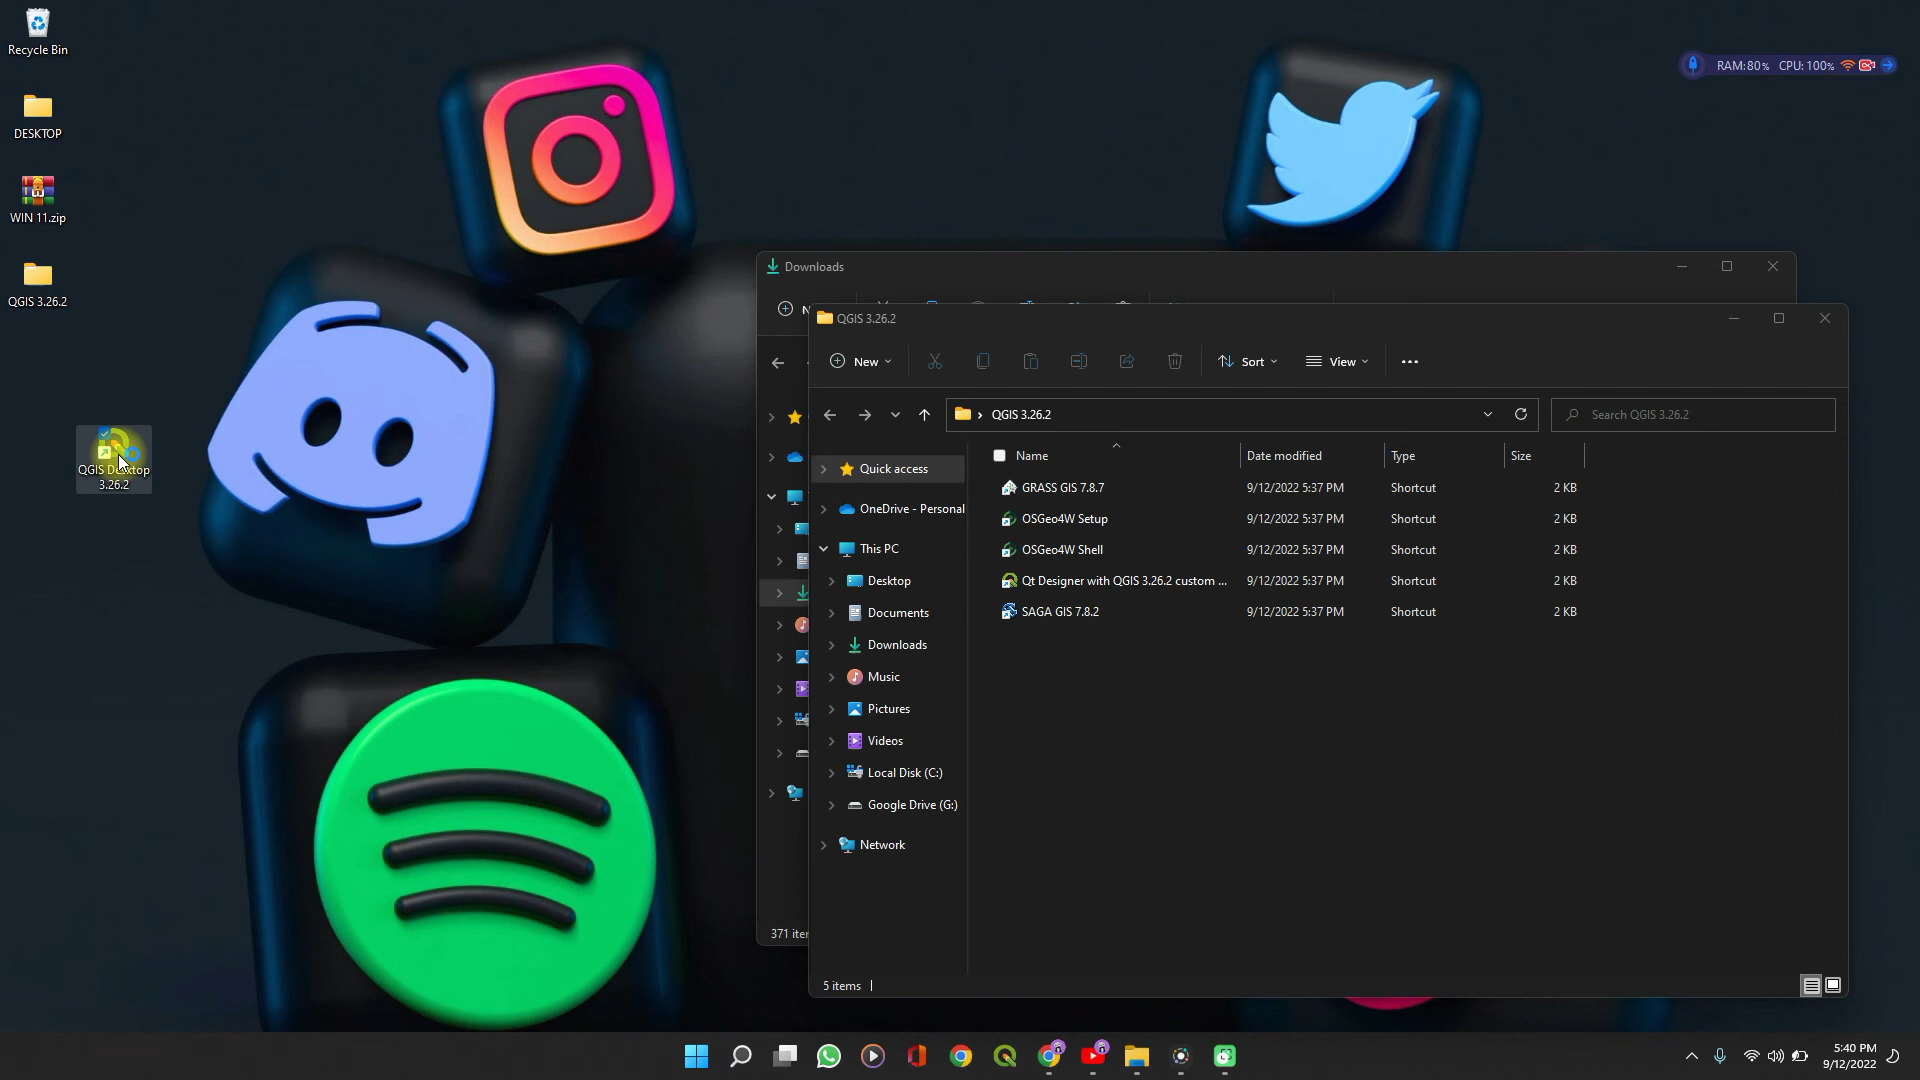 Recycle Bin
DESKTOP
WIN 11.zip
QGIS 3.26.2
QGIS Desktop
3.26.2
RAM:80% CPU: 100%
Downloads
QGIS 3.26.2
New
Sort
View
QGIS 3.26.2
Search QGIS 3.26.2
Name Date modified Type Size
Quick access
OneDrive - Personal
This PC
Desktop
Documents
Downloads
Music
Pictures
Videos
Local Disk (C:)
Google Drive (G:)
Network
GRASS GIS 7.8.7 9/12/2022 5:37 PM Shortcut 2 KB
OSGeo4W Setup 9/12/2022 5:37 PM Shortcut 2 KB
OSGeo4W Shell 9/12/2022 5:37 PM Shortcut 2 KB
Qt Designer with QGIS 3.26.2 custom ... 9/12/2022 5:37 PM Shortcut 2 KB
SAGA GIS 7.8.2 9/12/2022 5:37 PM Shortcut 2 KB
371
5 items
5:40 PM
9/12/2022